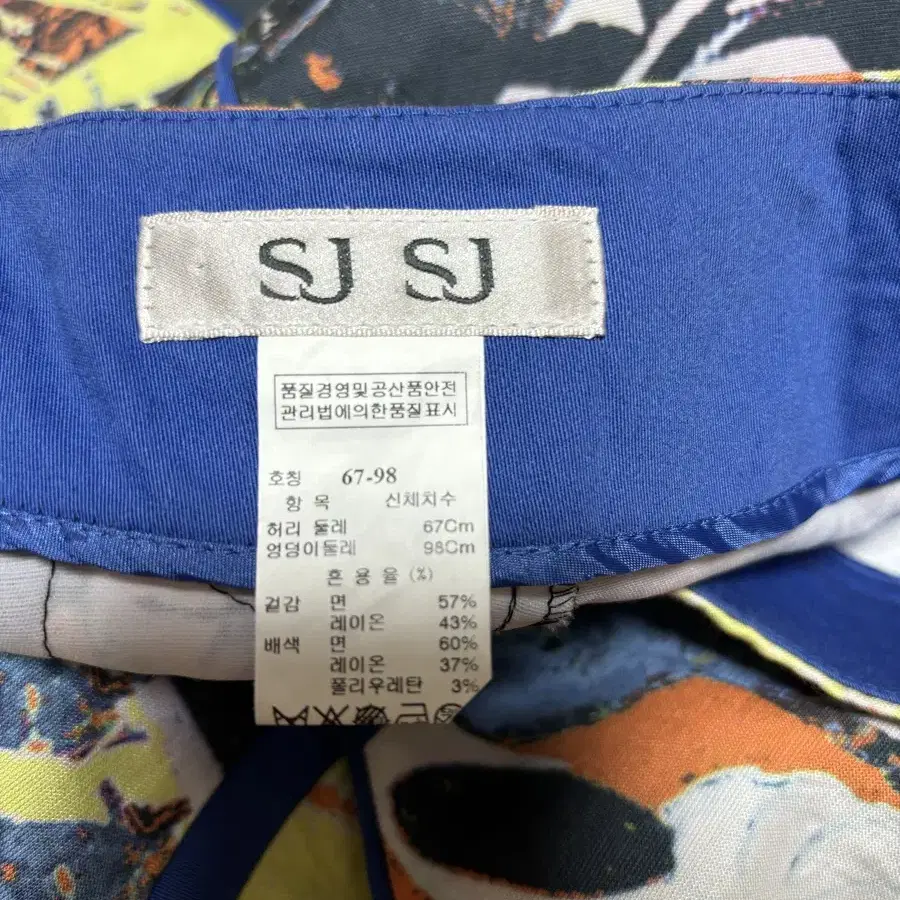 SJ SJ
품질경영및공산품안전
관리법에의한품질표시
호칭 67-98
항 목 신체치수
허리 둘레 67Cm
엉덩이둘레 98Cm
혼 용 율 (%)
겉감 면 57%
레이온 43%
배색 면 60%
레이온 37%
폴리우레탄 3%